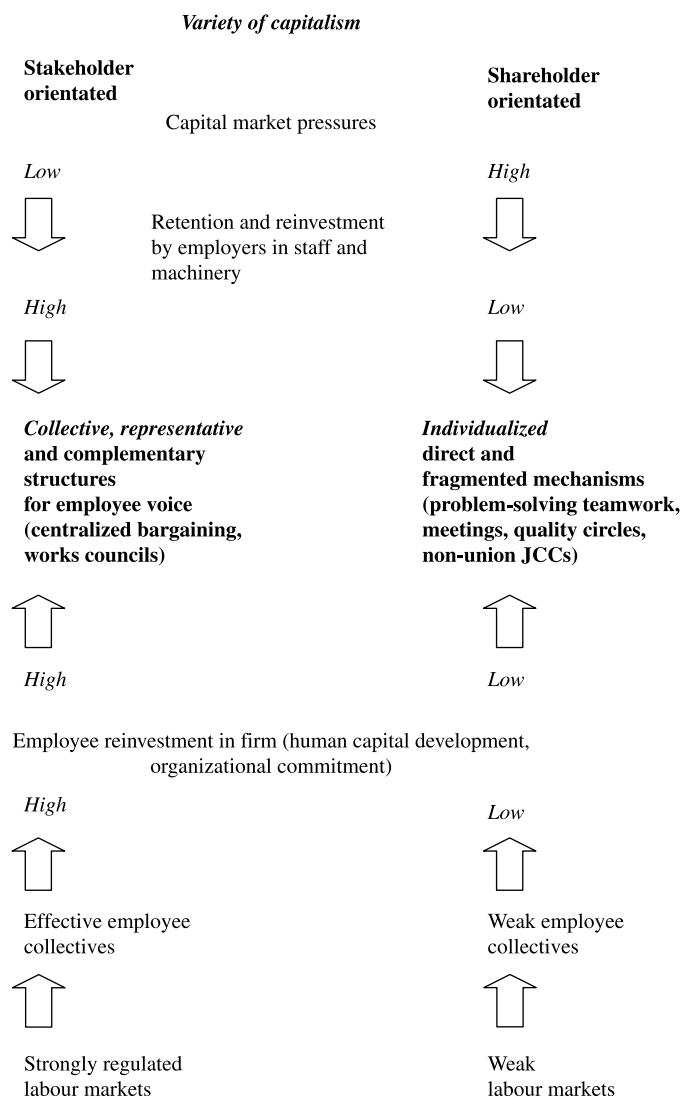 Variety of capitalism
Stakeholder
orientated
Shareholder
orientated
Capital market pressures
Low
High
Retention and reinvestment
by employers in staff and
machinery
High
Low
Collective, representative
and complementary
structures
for employee voice
(centralized bargaining,
works councils)
Individualized
direct and
fragmented mechanisms
(problem-solving teamwork,
meetings, quality circles,
non-union JCCs)
High
Low
Employee reinvestment in firm (human capital development,
organizational commitment)
High
Low
Effective employee
collectives
Weak employee
collectives
Strongly regulated
labour markets
Weak
labour markets